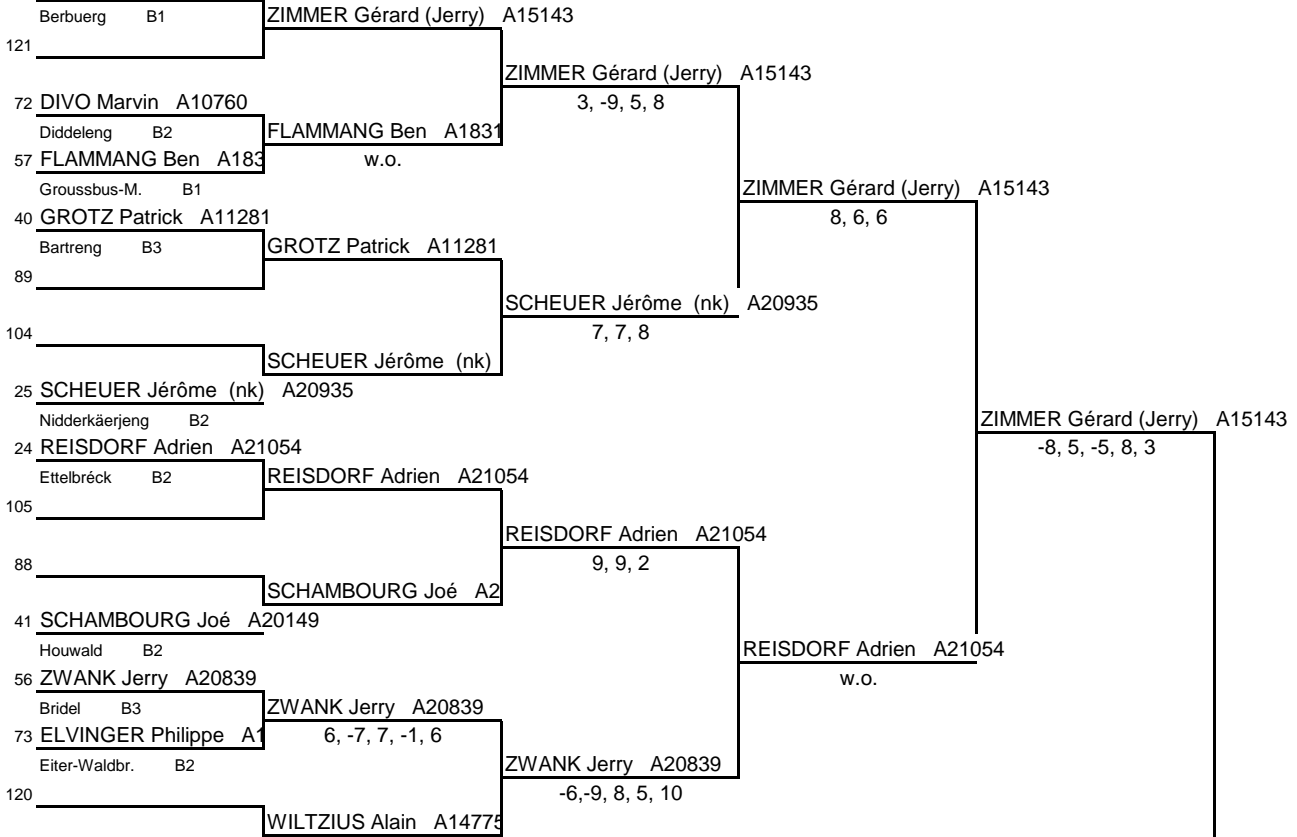 Berbuerg B1 ZIMMER Gérard (Jerry) A15143
121
ZIMMER Gérard (Jerry) A15143
72 DIVO Marvin A10760 3, -9, 5, 8
Diddeleng B2 FLAMMANG Ben A1831
57 FLAMMANG Ben A183 w.o.
Groussbus-M. B1 ZIMMER Gérard (Jerry) A15143
40 GROTZ Patrick A11281 8, 6, 6
Bartreng B3 GROTZ Patrick A11281
89
SCHEUER Jérôme (nk) A20935
104 7, 7, 8
SCHEUER Jérôme (nk)
25 SCHEUER Jérôme (nk) A20935
Nidderkäerjeng B2 ZIMMER Gérard (Jerry) A15143
24 REISDORF Adrien A21054 -8, 5, -5, 8, 3
Ettelbréck B2 REISDORF Adrien A21054
105
REISDORF Adrien A21054
88 9, 9, 2
SCHAMBOURG Joé A2
41 SCHAMBOURG Joé A20149
Houwald B2 REISDORF Adrien A21054
56 ZWANK Jerry A20839 w.o.
Bridel B3 ZWANK Jerry A20839
73 ELVINGER Philippe A1 6, -7, 7, -1, 6
Eiter-Waldbr. B2 ZWANK Jerry A20839
120 -6,-9, 8, 5, 10
WILTZIUS Alain A14775